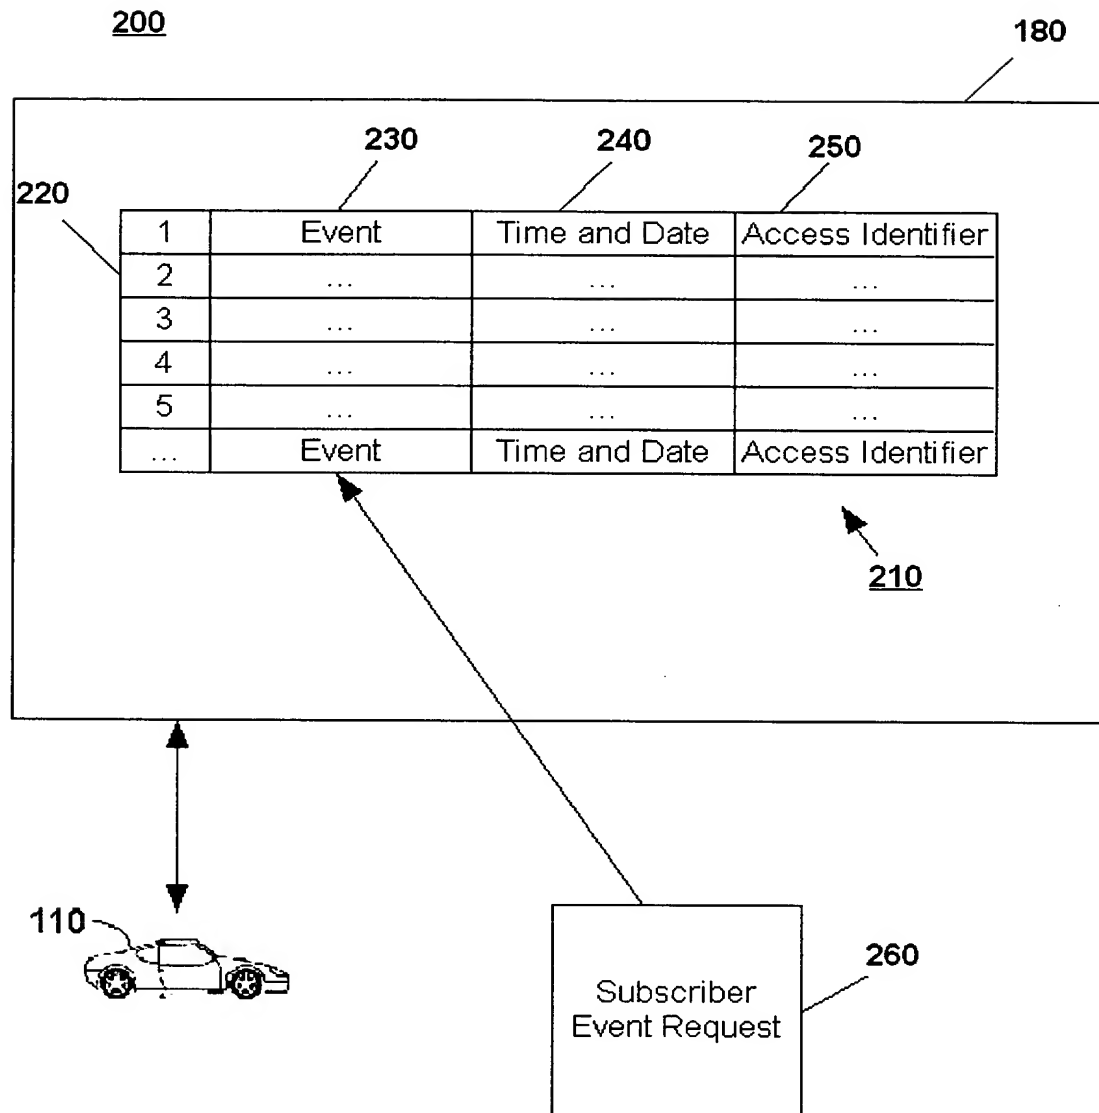 200
180
230 240 250
220
1 Event Time and Date Access Identifier
2 ... ... ...
3 ... ... ...
4 ... ... ...
5 ... ... ...
... Event Time and Date Access Identifier
210
110
260
Subscriber
Event Request